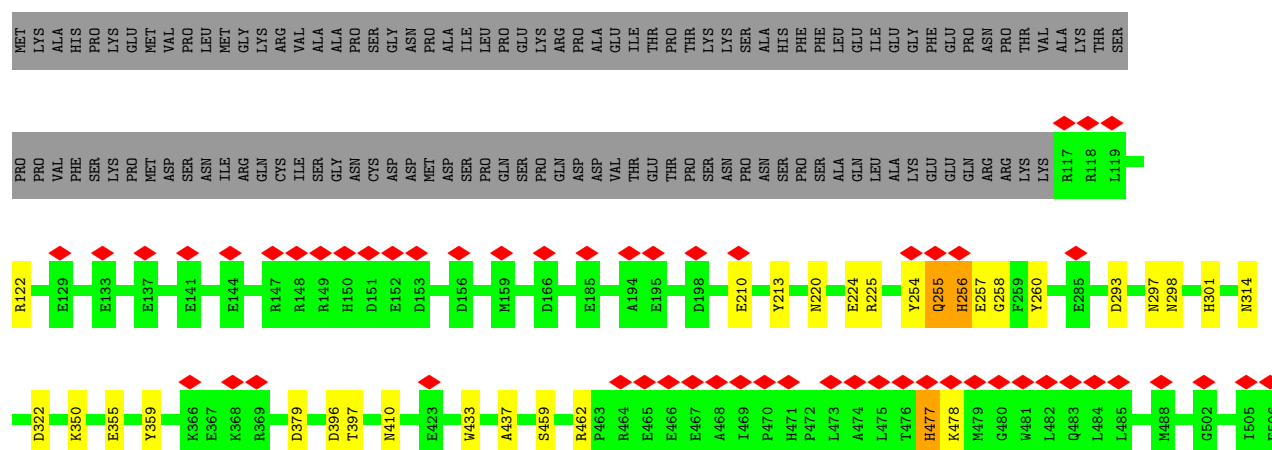 MET LYS ALA HIS PRO LYS GLU MET VAL PRO LEU MET GLY LYS ARG VAL ALA ALA PRO SER GLY ASN PRO ALA ILE LEU PRO GLU LYS ARG PRO ALA GLU ILE THR PRO THR LYS LYS SER ALA HIS PHE PHE LEU GLU ILE GLU GLY PHE GLU PRO ASN PRO THR VAL ALA LYS THR SER
PRO PRO VAL PHE SER LYS PRO MET ASP SER ASN ILE ARG GLN CYS ILE SER GLY ASN CYS ASP ASP MET ASP SER PRO GLN SER PRO GLN ASP ASP VAL THR GLU THR PRO SER ASN PRO ASN SER PRO SER ALA GLN LEU ALA LYS GLU GLU GLN ARG ARG LYS LYS R117 R118 L119
R122 E129 E133 E137 E141 E144 R147 R148 R149 H150 D151 E152 D153 D156 M159 D166 E185 A194 E195 D198 E210 Y213 N220 E224 R225 Y254 Q255 H256 E257 G258 F259 Y260 E285 D293 N297 N298 H301 N314
D322 K350 E355 Y359 K366 E367 K368 R369 D379 D396 T397 N410 E423 W433 A437 S459 R462 P463 R464 E465 E466 E467 A468 I469 P470 H471 P472 L473 A474 L475 T476 H477 K478 M479 G480 W481 L482 Q483 L484 L485 M488 G502 I505